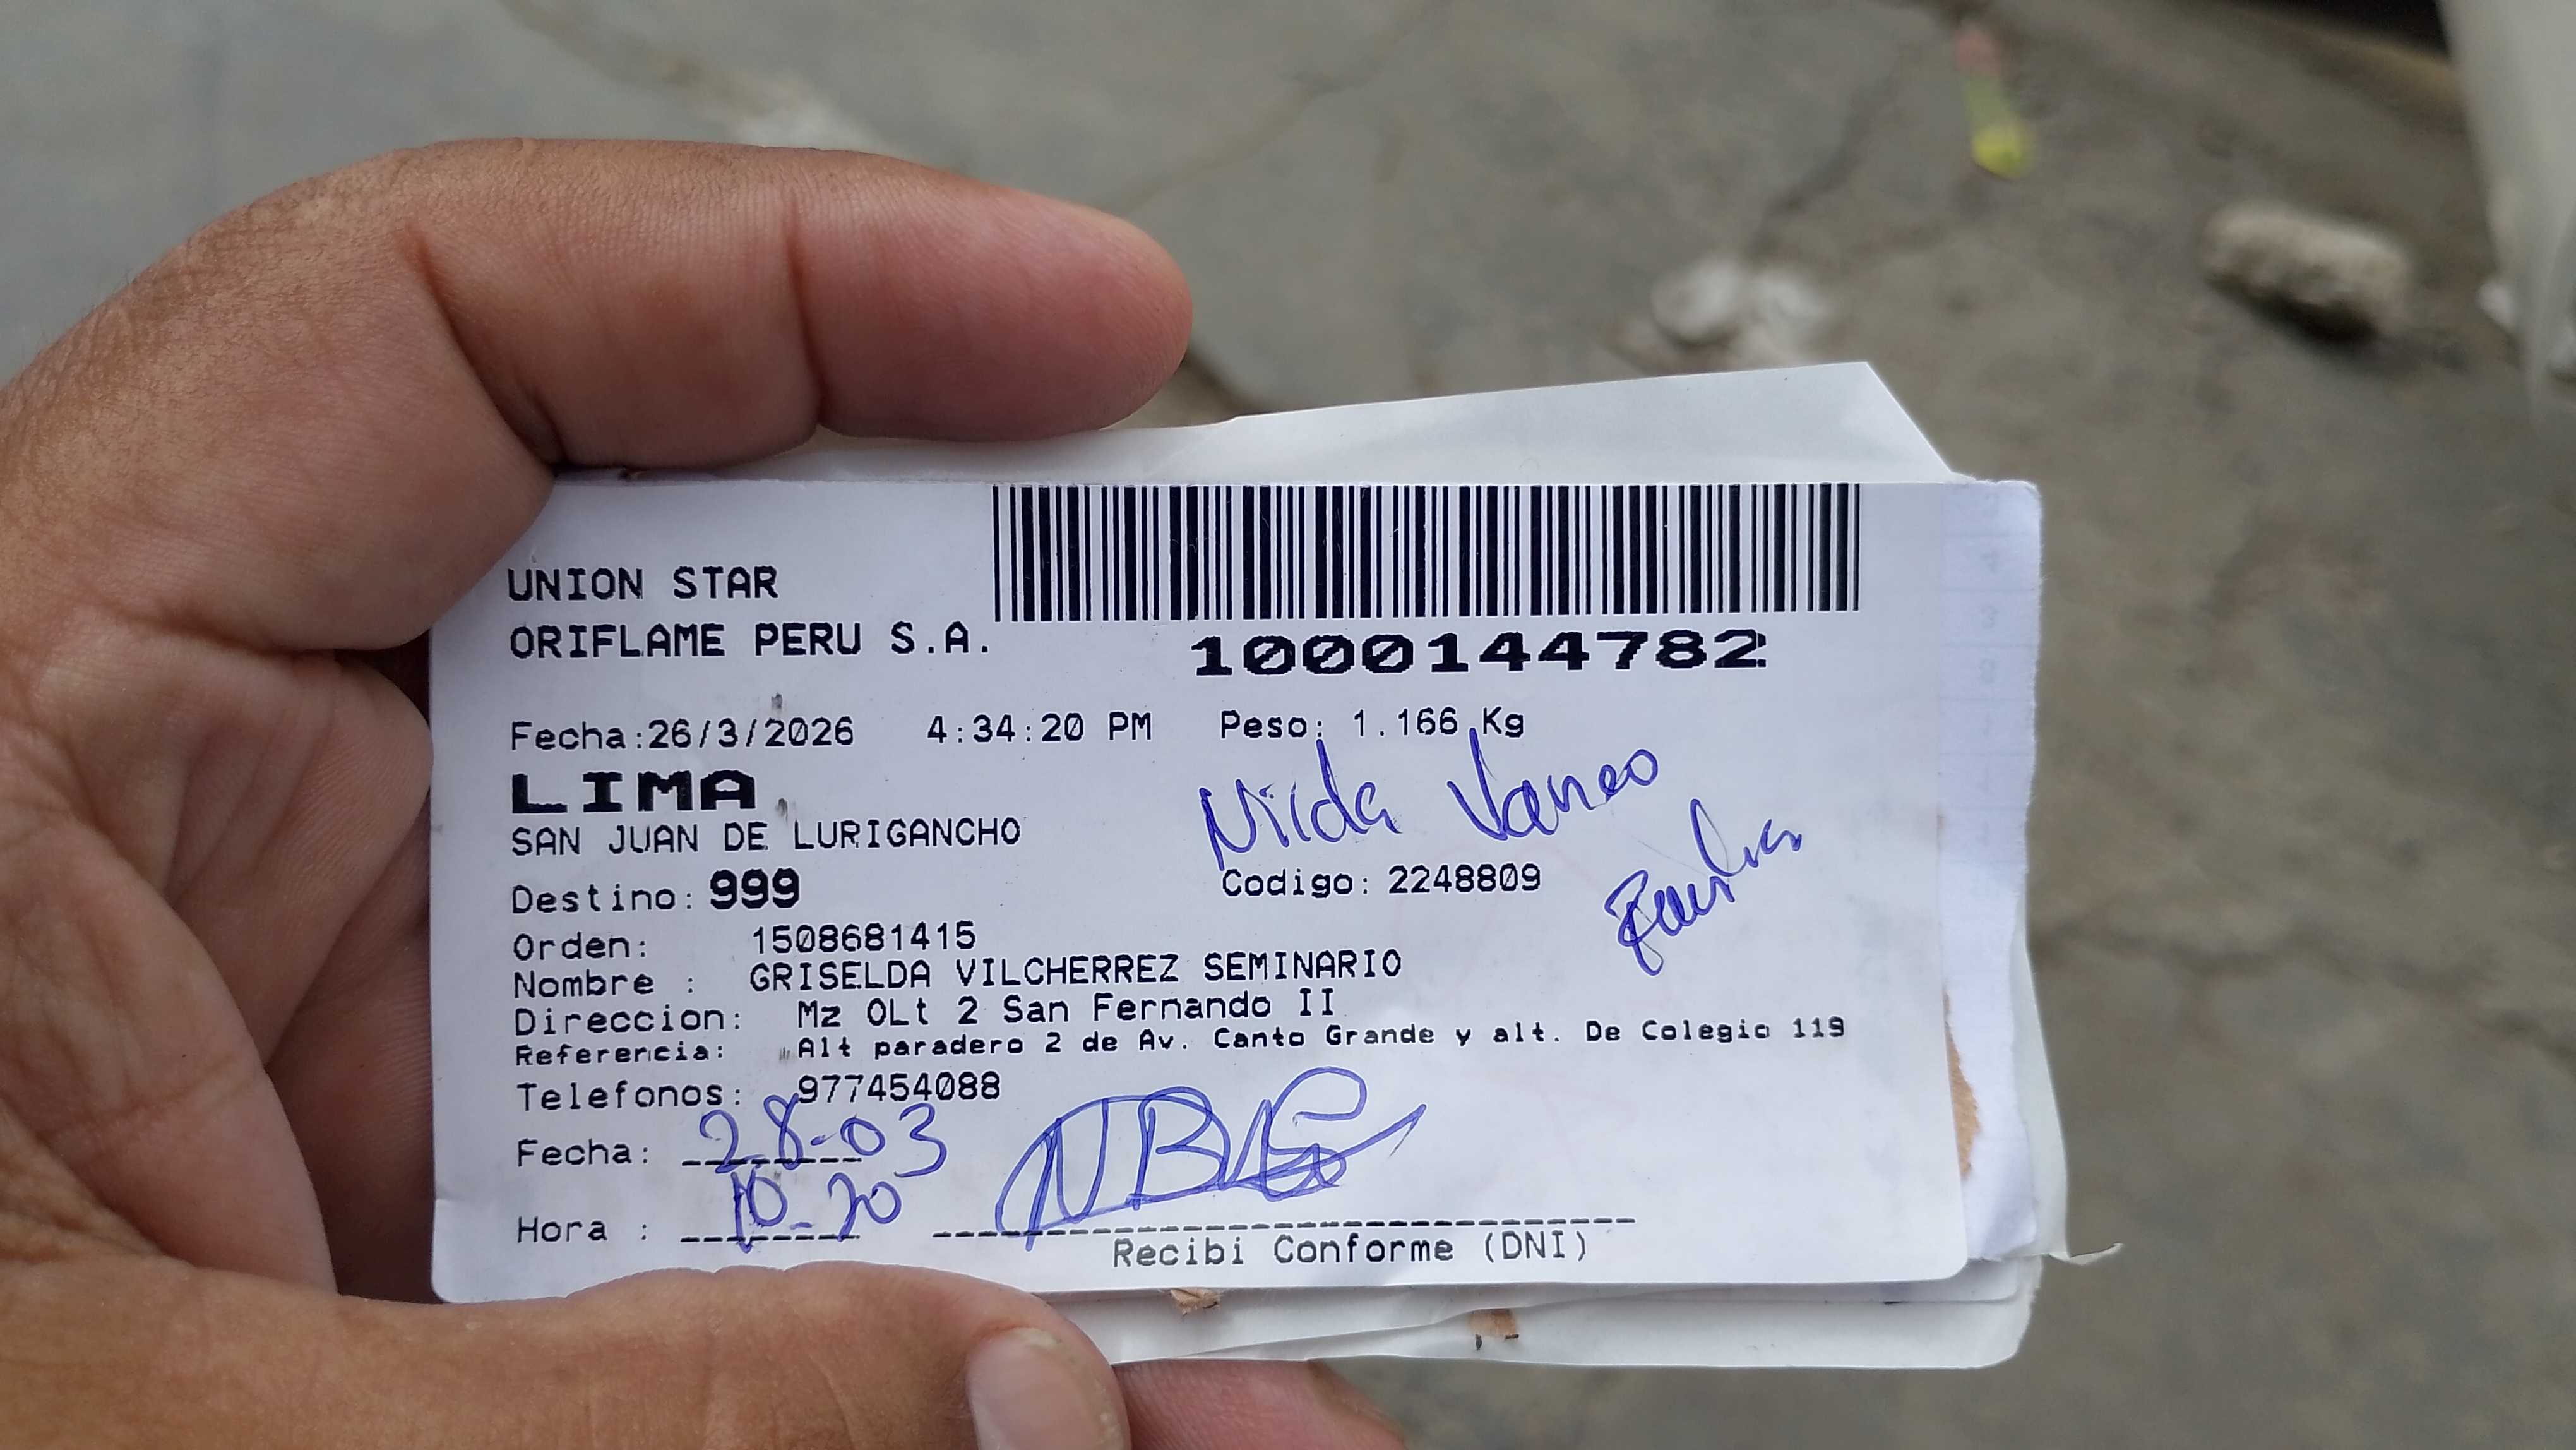 UNION STAR
ORIFLAME PERU S.A.
1000144782
Fecha:26/3/2026 4:34:20 PM Peso: 1.166 Kg
LIMA
SAN JUAN DE LURIGANCHO
Nilda
Destino: 999
Codigo: 2248809
Orden: 1508681415
Nombre : GRISELDA VILCHERREZ SEMINARIO
Direccion: Mz OLt 2 San Fernando II
Referencia: Alt paradero 2 de Av. Canto Grande y alt. De Colegio 119
Telefonos: 977454088
Fecha: 28-03
Hora : 10-20
Recibi Conforme (DNI)